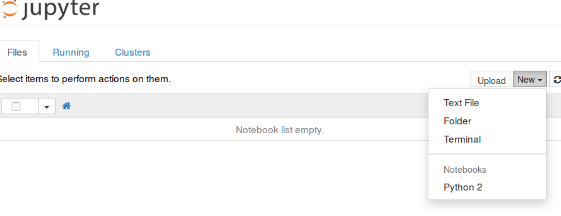 jupyter
Files Running Clusters
Select items to perform actions on them.
Upload New
Notebook list empty.
Text File
Folder
Terminal
Notebooks
Python 2